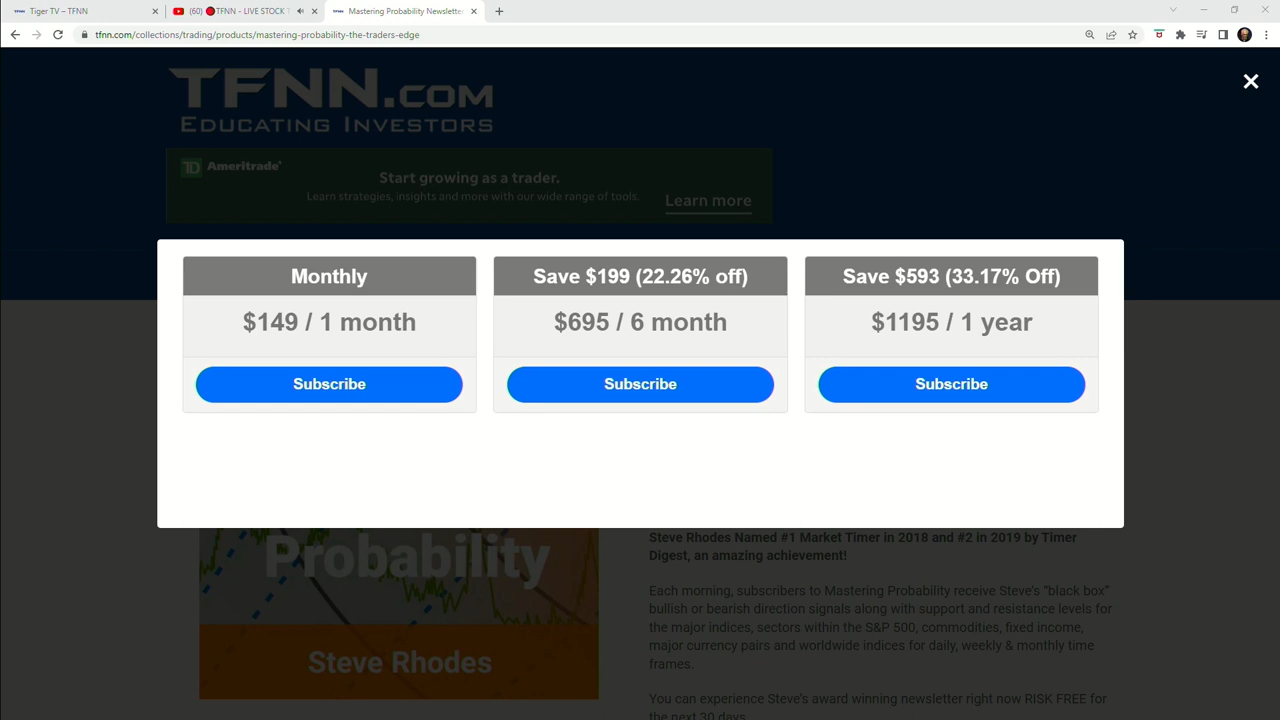 Tiger TV – TFNN
(60) 🔴TFNN - LIVE STOCK T
Mastering Probability Newsletter
tfnn.com/collections/trading/products/mastering-probability-the-traders-edge
TFNN.COM
EDUCATING INVESTORS
TD Ameritrade
Start growing as a trader.
Learn strategies, insights and more with our wide range of tools.
Learn more
Monthly
$149 / 1 month
Subscribe
Save $199 (22.26% off)
$695 / 6 month
Subscribe
Save $593 (33.17% Off)
$1195 / 1 year
Subscribe
Probability
Steve Rhodes
Steve Rhodes Named #1 Market Timer in 2018 and #2 in 2019 by Timer
Digest, an amazing achievement!
Each morning, subscribers to Mastering Probability receive Steve's "black box"
bullish or bearish direction signals along with support and resistance levels for
the major indices, sectors within the S&P 500, commodities, fixed income,
major currency pairs and worldwide indices for daily, weekly & monthly time
frames.
You can experience Steve's award winning newsletter right now RISK FREE for
the next 30 days